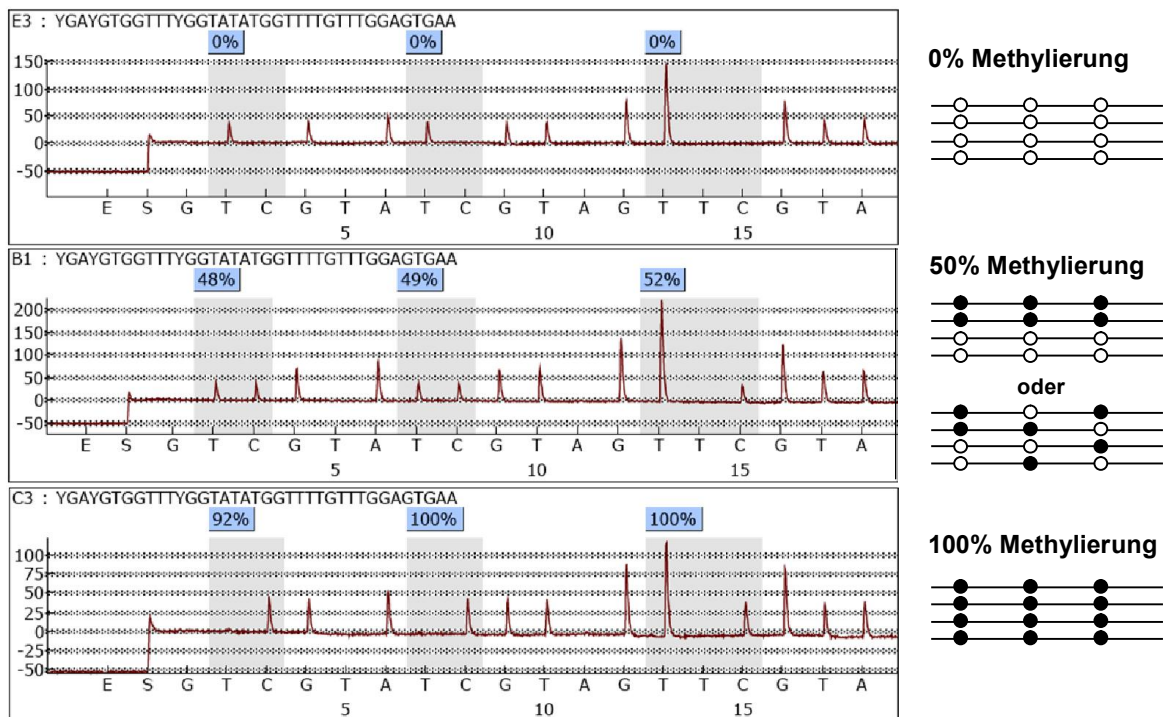 E3 : YGAYGTGGTTTYGGTATATGGTTTTGTTTGGAGTGAA
0% 0% 0%
150
100
50
0
-50
E S G T C G T A T C G T A G T T C G T A
5 10 15
0% Methylierung
B1 : YGAYGTGGTTTYGGTATATGGTTTTGTTTGGAGTGAA
48% 49% 52%
200
150
100
50
0
-50
E S G T C G T A T C G T A G T T C G T A
5 10 15
50% Methylierung
oder
C3 : YGAYGTGGTTTYGGTATATGGTTTTGTTTGGAGTGAA
92% 100% 100%
100
75
50
25
0
-25
-50
E S G T C G T A T C G T A G T T C G T A
5 10 15
100% Methylierung